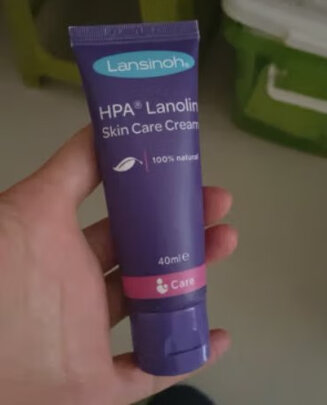 Lansinoh®
HPA® Lanolin
Skin Care Cream
100% natural
40ml e
Care